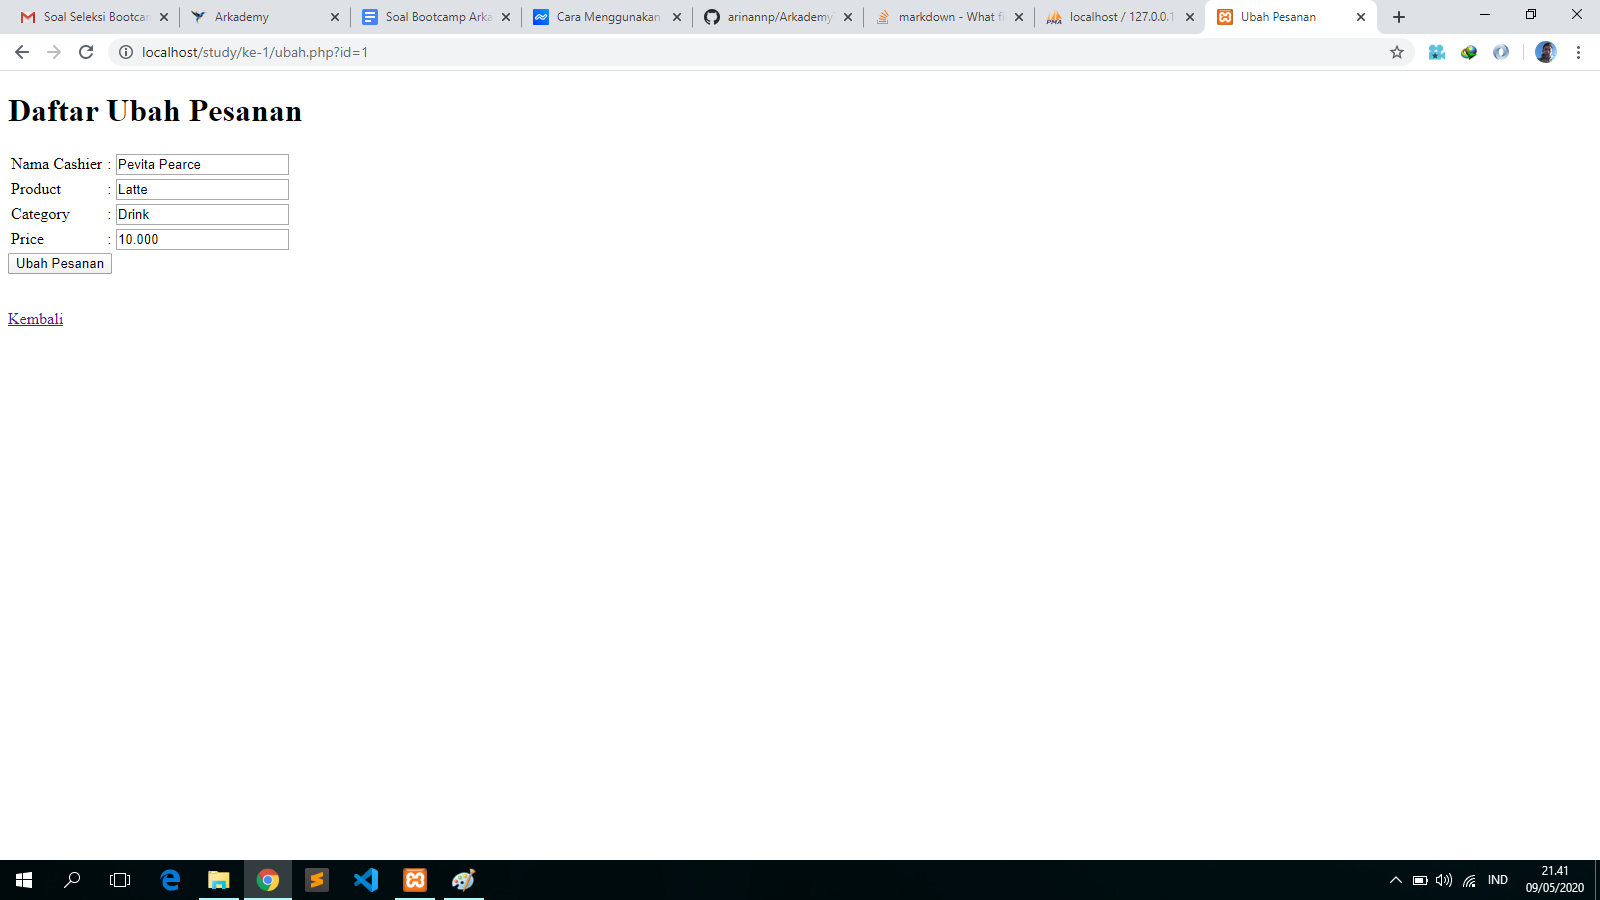 Soal Seleksi Bootcam
Arkademy
Soal Bootcamp Arka
Cara Menggunakan
arinannp/Arkademy
markdown - What fi
localhost / 127.0.0.1
Ubah Pesanan
localhost/study/ke-1/ubah.php?id=1
Daftar Ubah Pesanan
Nama Cashier : Pevita Pearce
Product : Latte
Category : Drink
Price : 10.000
Ubah Pesanan
Kembali
IND
21.41
09/05/2020